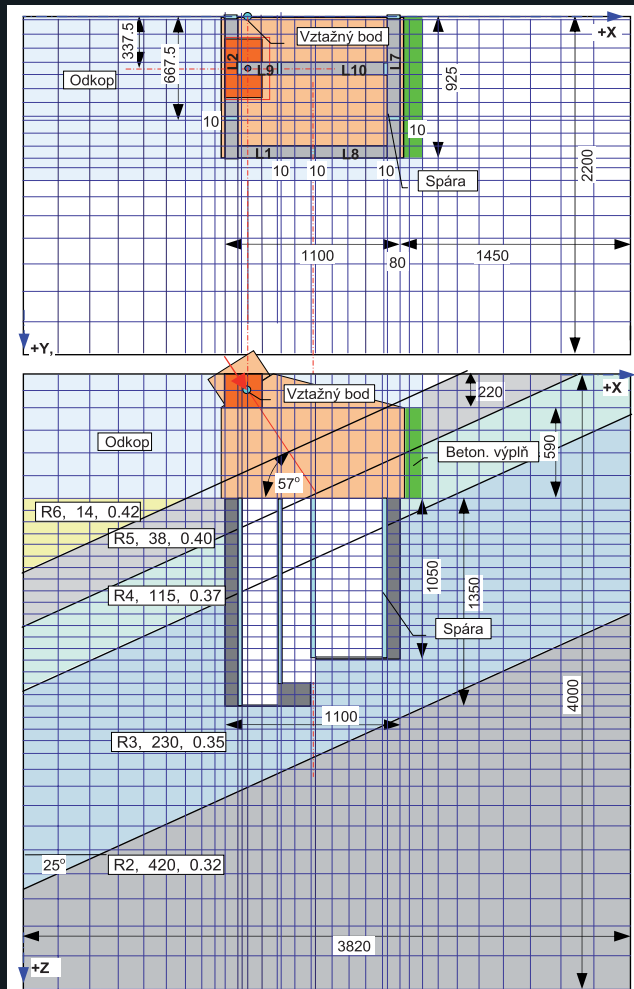 +X
Vztažný bod
337.5
667.5
L2
L9
L10
L7
Odkop
925
10
10
L1
L8
10
10
10
Spára
2200
1100
80
1450
+Y,
+X
Vztažný bod
220
Odkop
590
Beton. výplň
57°
R6, 14, 0.42
R5, 38, 0.40
R4, 115, 0.37
1050
1350
Spára
4000
1100
R3, 230, 0.35
25°
R2, 420, 0.32
3820
+Z